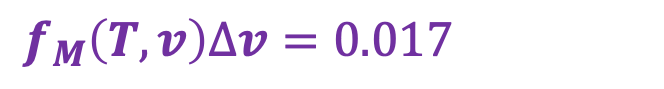 f_M(T, v)Δv = 0.017